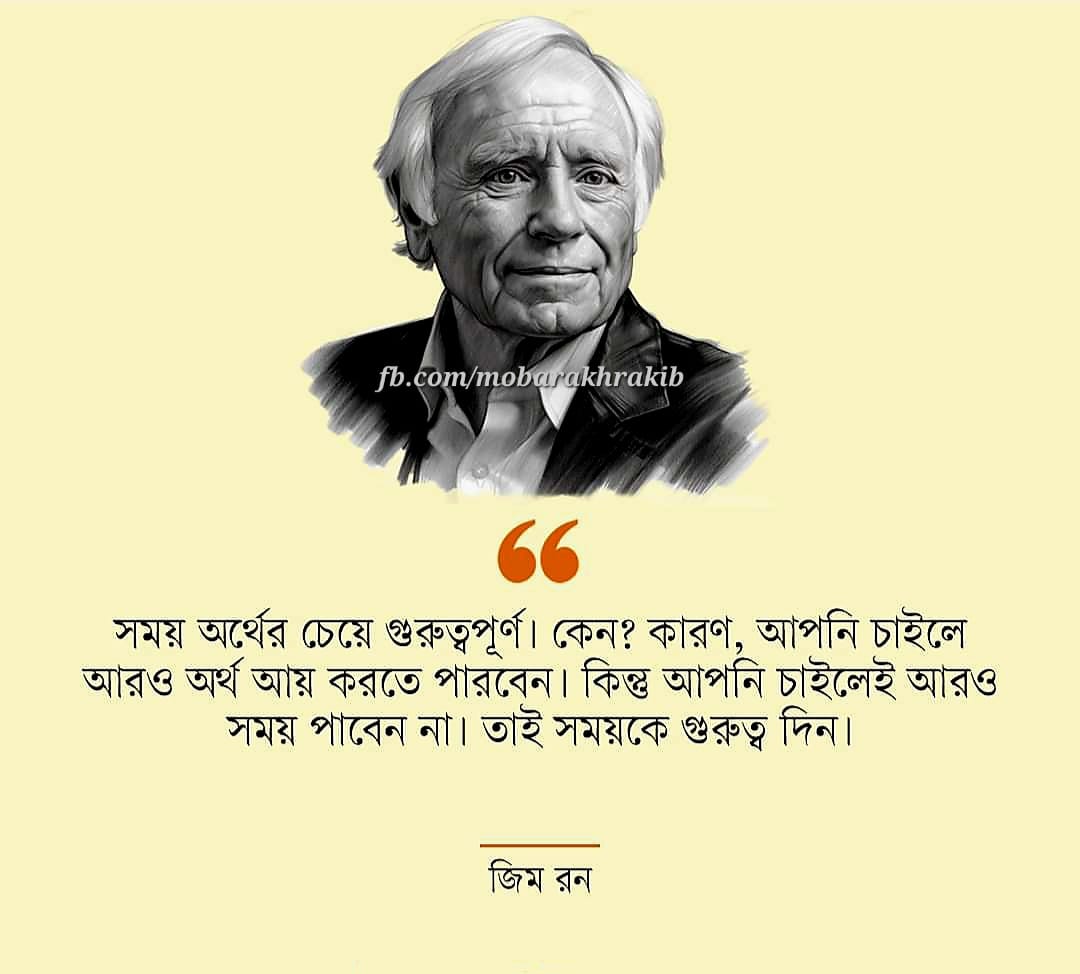 fb.com/mobarakhrakib
❝
সময় অর্থের চেয়ে গুরুত্বপূর্ণ। কেন? কারণ, আপনি চাইলে
আরও অর্থ আয় করতে পারবেন। কিন্তু আপনি চাইলেই আরও
সময় পাবেন না। তাই সময়কে গুরুত্ব দিন।
জিম রন